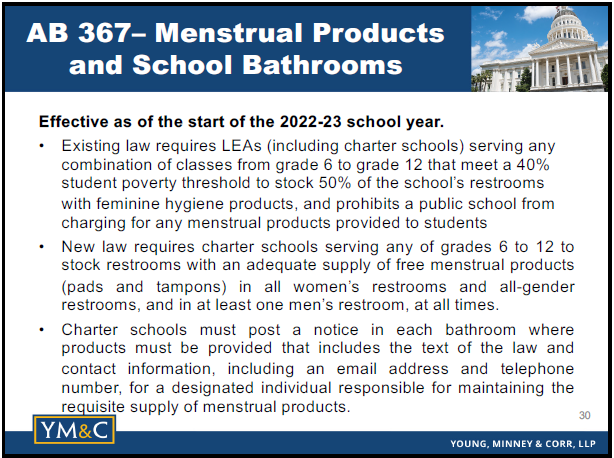 AB 367– Menstrual Products
and School Bathrooms
Effective as of the start of the 2022-23 school year.
• Existing law requires LEAs (including charter schools) serving any
combination of classes from grade 6 to grade 12 that meet a 40%
student poverty threshold to stock 50% of the school's restrooms
with feminine hygiene products, and prohibits a public school from
charging for any menstrual products provided to students
• New law requires charter schools serving any of grades 6 to 12 to
stock restrooms with an adequate supply of free menstrual products
(pads and tampons) in all women's restrooms and all-gender
restrooms, and in at least one men's restroom, at all times.
• Charter schools must post a notice in each bathroom where
products must be provided that includes the text of the law and
contact information, including an email address and telephone
number, for a designated individual responsible for maintaining the
requisite supply of menstrual products.
30
YM&C
YOUNG, MINNEY & CORR, LLP